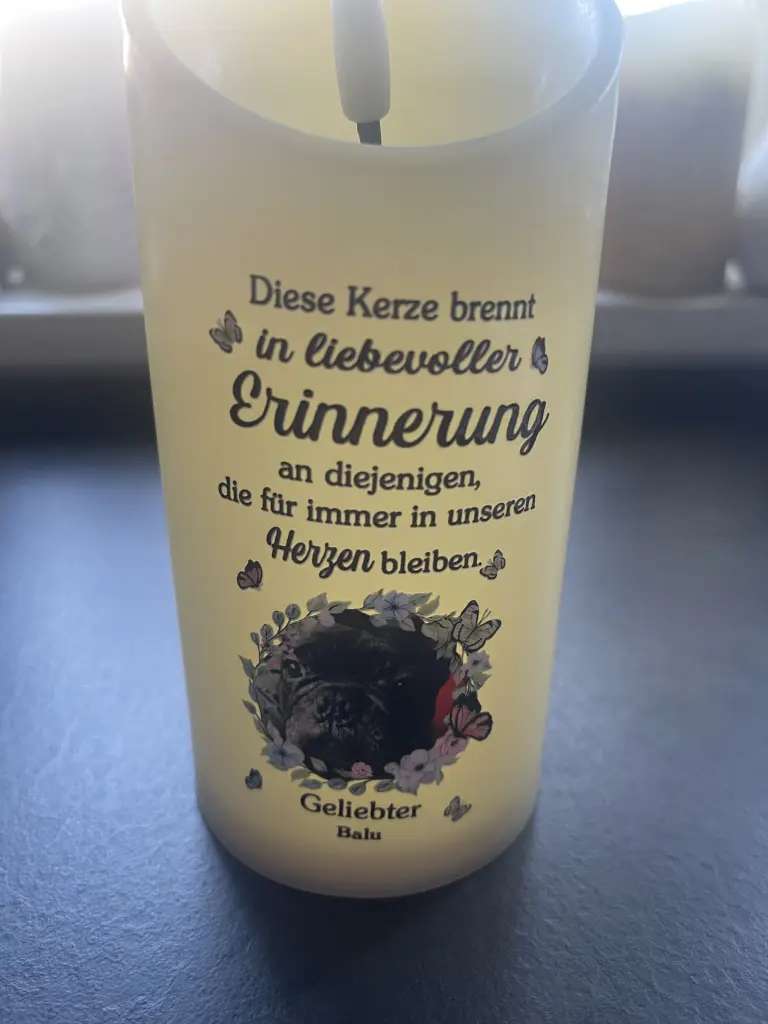 Diese Kerze brennt
in liebevoller
Erinnerung
an diejenigen,
die für immer in unseren
Herzen bleiben.
Geliebter
Balu